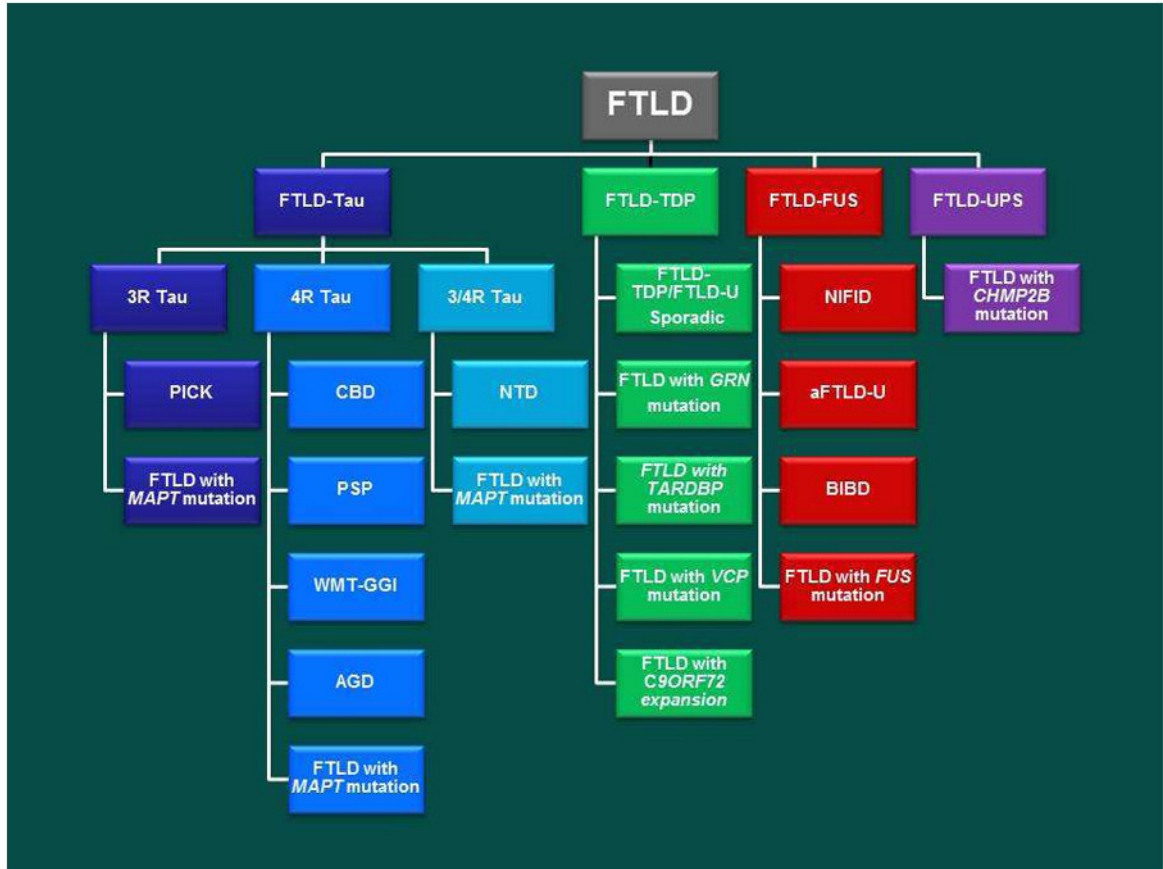 FTLD
FTLD-Tau
FTLD-TDP
FTLD-FUS
FTLD-UPS
3R Tau
4R Tau
3/4R Tau
FTLD-
TDP/FTLD-U
Sporadic
NIFID
FTLD with
CHMP2B
mutation
PICK
CBD
NTD
FTLD with GRN
mutation
aFTLD-U
FTLD with
MAPT mutation
PSP
FTLD with
MAPT mutation
FTLD with
TARDBP
mutation
BIBD
WMT-GGI
FTLD with VCP
mutation
FTLD with FUS
mutation
AGD
FTLD with
C9ORF72
expansion
FTLD with
MAPT mutation